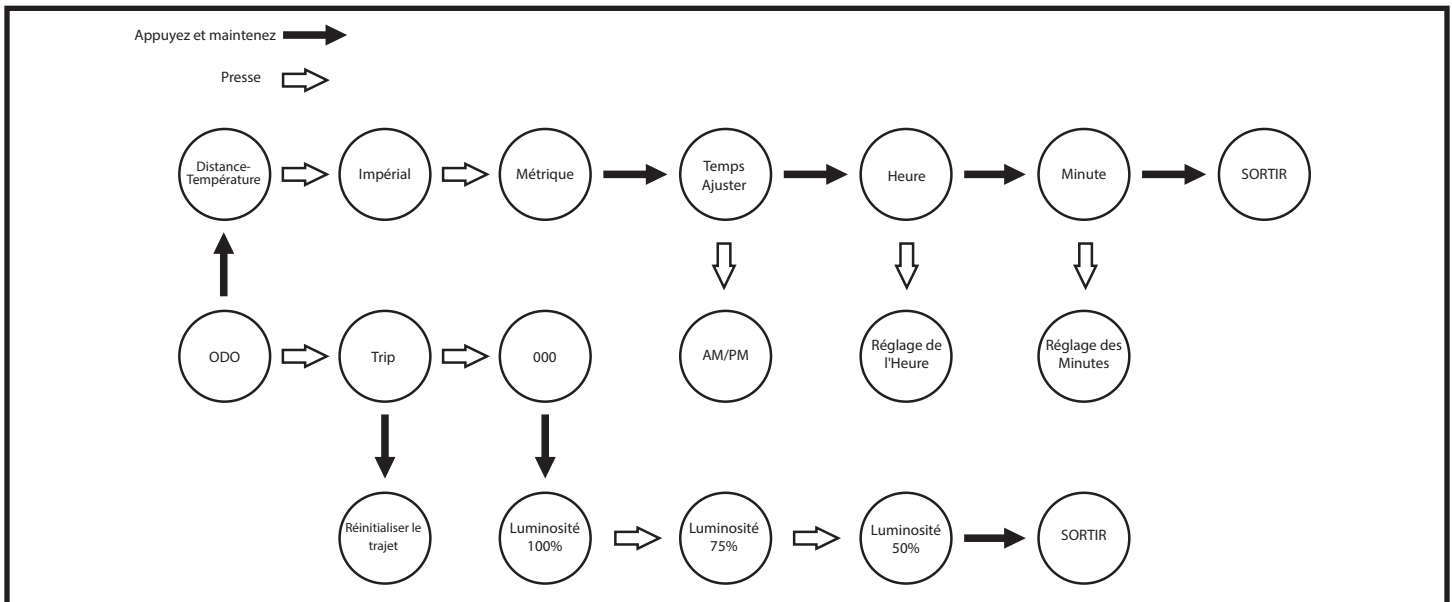 Appuyez et maintenez
Presse
Distance-
Température
Impérial
Métrique
Temps
Ajuster
Heure
Minute
SORTIR
ODO
Trip
000
AM/PM
Réglage de
l'Heure
Réglage des
Minutes
Réinitialiser le
trajet
Luminosité
100%
Luminosité
75%
Luminosité
50%
SORTIR